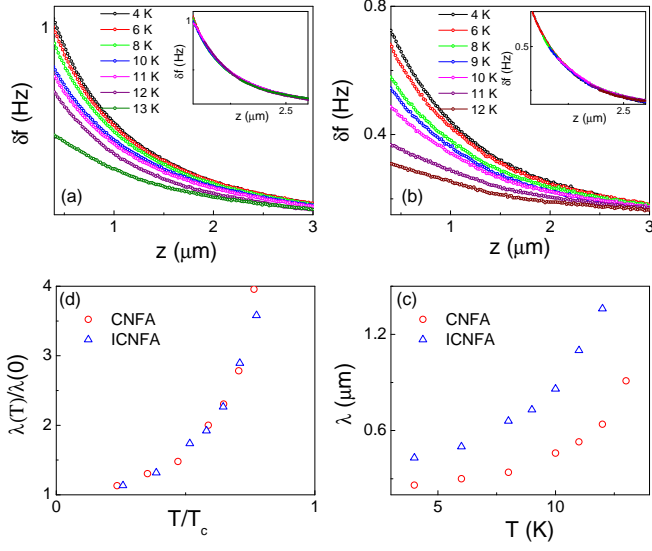 1
δf (Hz)
4 K
6 K
8 K
10 K
11 K
12 K
13 K
(a)
1
2
3
z (μm)
1
δf (Hz)
2.5
z (μm)
0.8
0.4
0.0
δf (Hz)
4 K
6 K
8 K
9 K
10 K
11 K
12 K
(b)
1
2
3
z (μm)
0.5
δf (Hz)
2.5
z (μm)
(d)
CNFA
ICNFA
4
3
2
1
λ(T)/λ(0)
0
1
T/Tc
(c)
CNFA
ICNFA
1.2
0.6
λ (μm)
5
10
T (K)